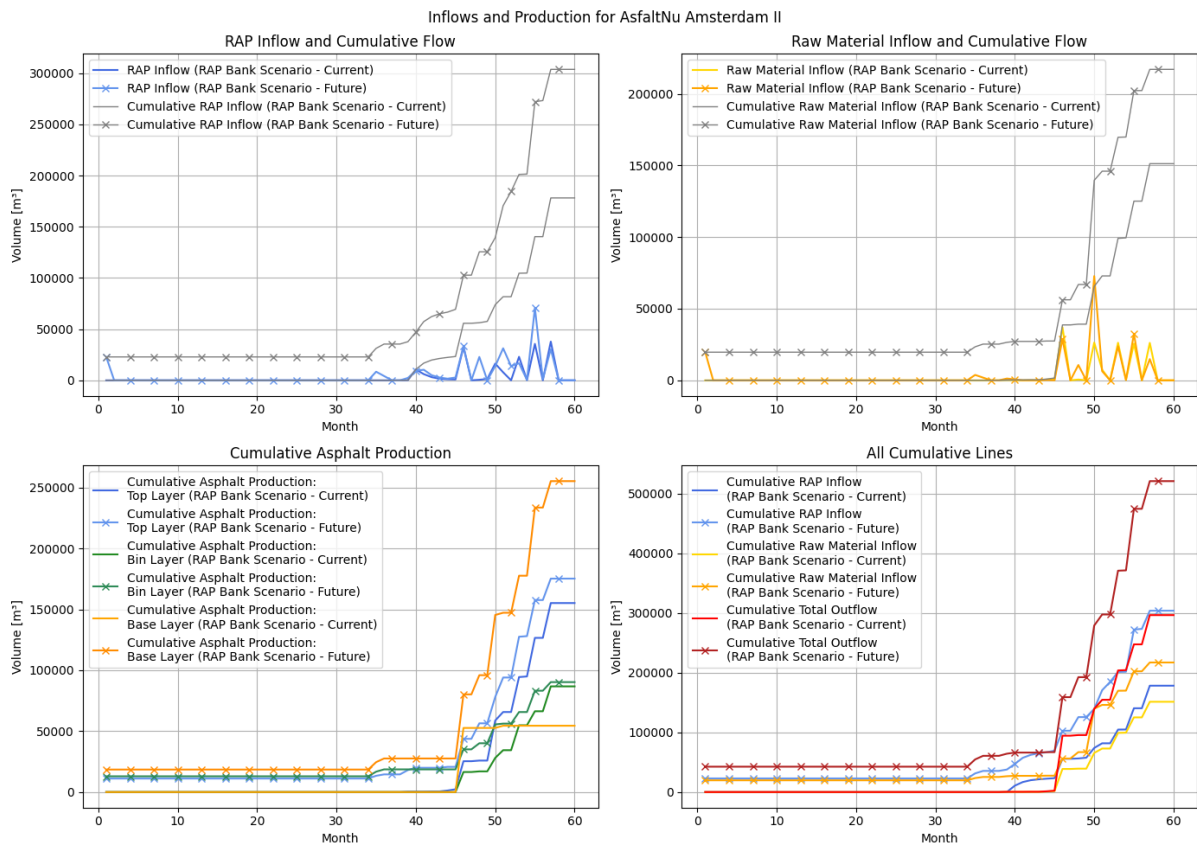 Inflows and Production for AsfaltNu Amsterdam II
RAP Inflow and Cumulative Flow
RAP Inflow (RAP Bank Scenario - Current)
RAP Inflow (RAP Bank Scenario - Future)
Cumulative RAP Inflow (RAP Bank Scenario - Current)
Cumulative RAP Inflow (RAP Bank Scenario - Future)
Volume [m³]
300000
250000
200000
150000
100000
50000
0
0 10 20 30 40 50 60
Month
Raw Material Inflow and Cumulative Flow
Raw Material Inflow (RAP Bank Scenario - Current)
Raw Material Inflow (RAP Bank Scenario - Future)
Cumulative Raw Material Inflow (RAP Bank Scenario - Current)
Cumulative Raw Material Inflow (RAP Bank Scenario - Future)
Volume [m³]
200000
150000
100000
50000
0
0 10 20 30 40 50 60
Month
Cumulative Asphalt Production
Cumulative Asphalt Production:
Top Layer (RAP Bank Scenario - Current)
Cumulative Asphalt Production:
Top Layer (RAP Bank Scenario - Future)
Cumulative Asphalt Production:
Bin Layer (RAP Bank Scenario - Current)
Cumulative Asphalt Production:
Bin Layer (RAP Bank Scenario - Future)
Cumulative Asphalt Production:
Base Layer (RAP Bank Scenario - Current)
Cumulative Asphalt Production:
Base Layer (RAP Bank Scenario - Future)
Volume [m³]
250000
200000
150000
100000
50000
0
0 10 20 30 40 50 60
Month
All Cumulative Lines
Cumulative RAP Inflow
(RAP Bank Scenario - Current)
Cumulative RAP Inflow
(RAP Bank Scenario - Future)
Cumulative Raw Material Inflow
(RAP Bank Scenario - Current)
Cumulative Raw Material Inflow
(RAP Bank Scenario - Future)
Cumulative Total Outflow
(RAP Bank Scenario - Current)
Cumulative Total Outflow
(RAP Bank Scenario - Future)
Volume [m³]
500000
400000
300000
200000
100000
0
0 10 20 30 40 50 60
Month